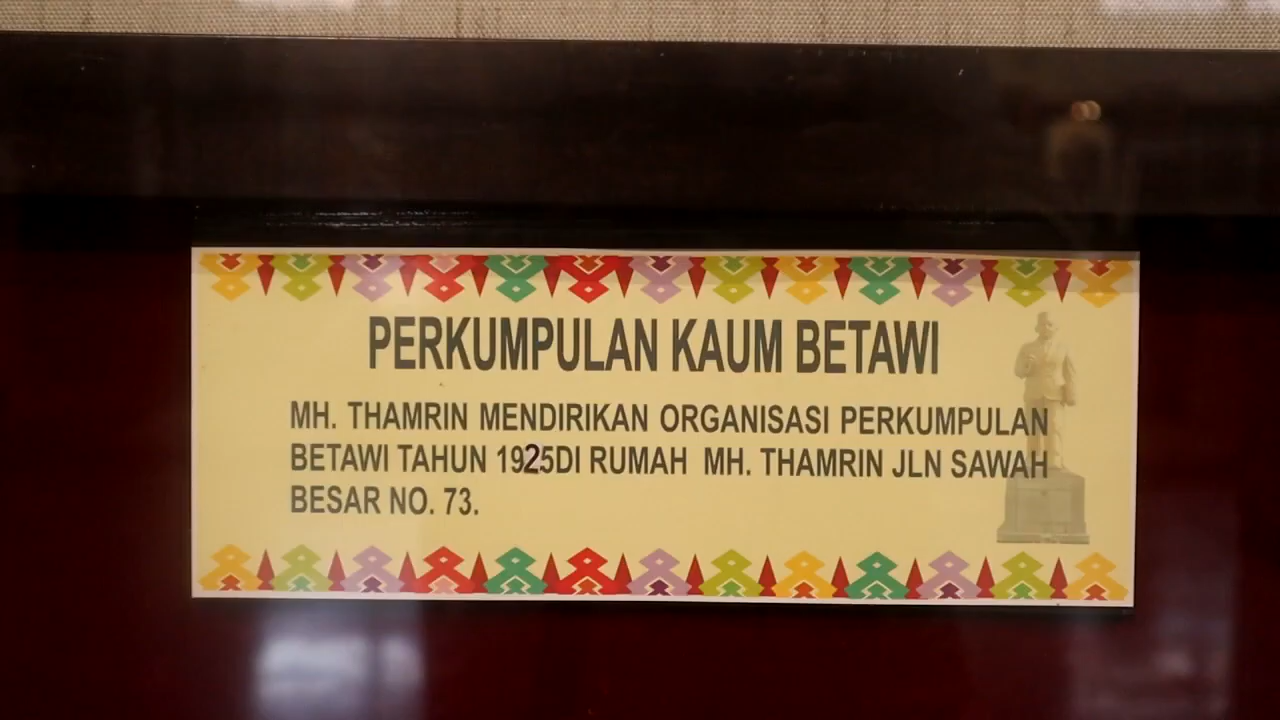 PERKUMPULAN KAUM BETAWI
MH. THAMRIN MENDIRIKAN ORGANISASI PERKUMPULAN
BETAWI TAHUN 1925DI RUMAH MH. THAMRIN JLN SAWAH
BESAR NO. 73.